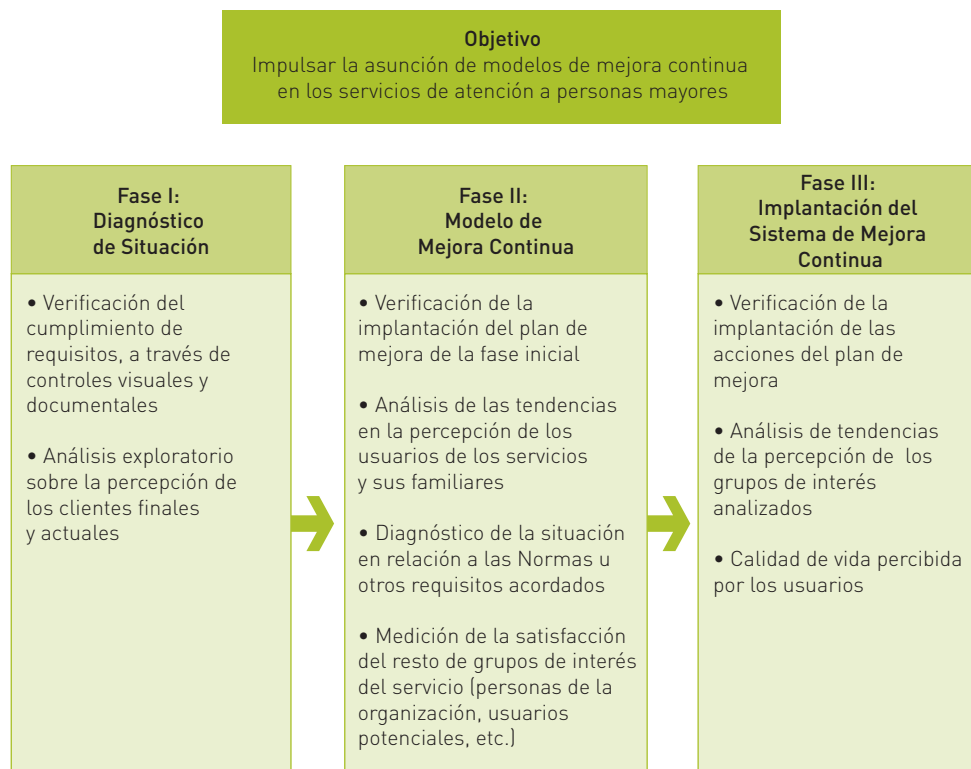 Objetivo
Impulsar la asunción de modelos de mejora continua
en los servicios de atención a personas mayores
Fase I:
Diagnóstico
de Situación
• Verificación del
cumplimiento de
requisitos, a través de
controles visuales y
documentales
• Análisis exploratorio
sobre la percepción de
los clientes finales
y actuales
Fase II:
Modelo de
Mejora Continua
• Verificación de la
implantación del plan de
mejora de la fase inicial
• Análisis de las tendencias
en la percepción de los
usuarios de los servicios
y sus familiares
• Diagnóstico de la situación
en relación a las Normas u
otros requisitos acordados
• Medición de la satisfacción
del resto de grupos de interés
del servicio (personas de la
organización, usuarios
potenciales, etc.)
Fase III:
Implantación del
Sistema de Mejora
Continua
• Verificación de la
implantación de las
acciones del plan de
mejora
• Análisis de tendencias
de la percepción de los
grupos de interés
analizados
• Calidad de vida percibida
por los usuarios